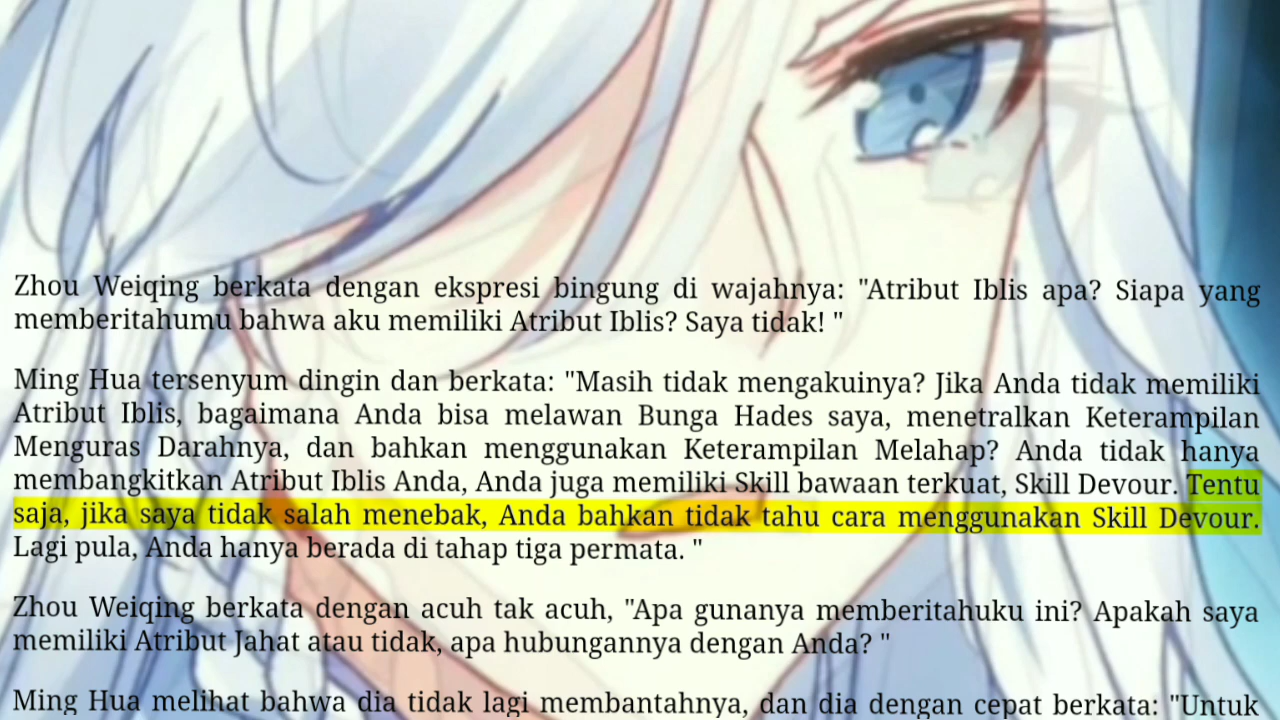 Zhou Weiqing berkata dengan ekspresi bingung di wajahnya: "Atribut Iblis apa? Siapa yang
memberitahumu bahwa aku memiliki Atribut Iblis? Saya tidak! "
Ming Hua tersenyum dingin dan berkata: "Masih tidak mengakuinya? Jika Anda tidak memiliki
Atribut Iblis, bagaimana Anda bisa melawan Bunga Hades saya, menetralkan Keterampilan
Menguras Darahnya, dan bahkan menggunakan Keterampilan Melahap? Anda tidak hanya
membangkitkan Atribut Iblis Anda, Anda juga memiliki Skill bawaan terkuat, Skill Devour. Tentu
saja, jika saya tidak salah menebak, Anda bahkan tidak tahu cara menggunakan Skill Devour.
Lagi pula, Anda hanya berada di tahap tiga permata. "
Zhou Weiqing berkata dengan acuh tak acuh, "Apa gunanya memberitahuku ini? Apakah saya
memiliki Atribut Jahat atau tidak, apa hubungannya dengan Anda? "
Ming Hua melihat bahwa dia tidak lagi membantahnya, dan dia dengan cepat berkata: "Untuk